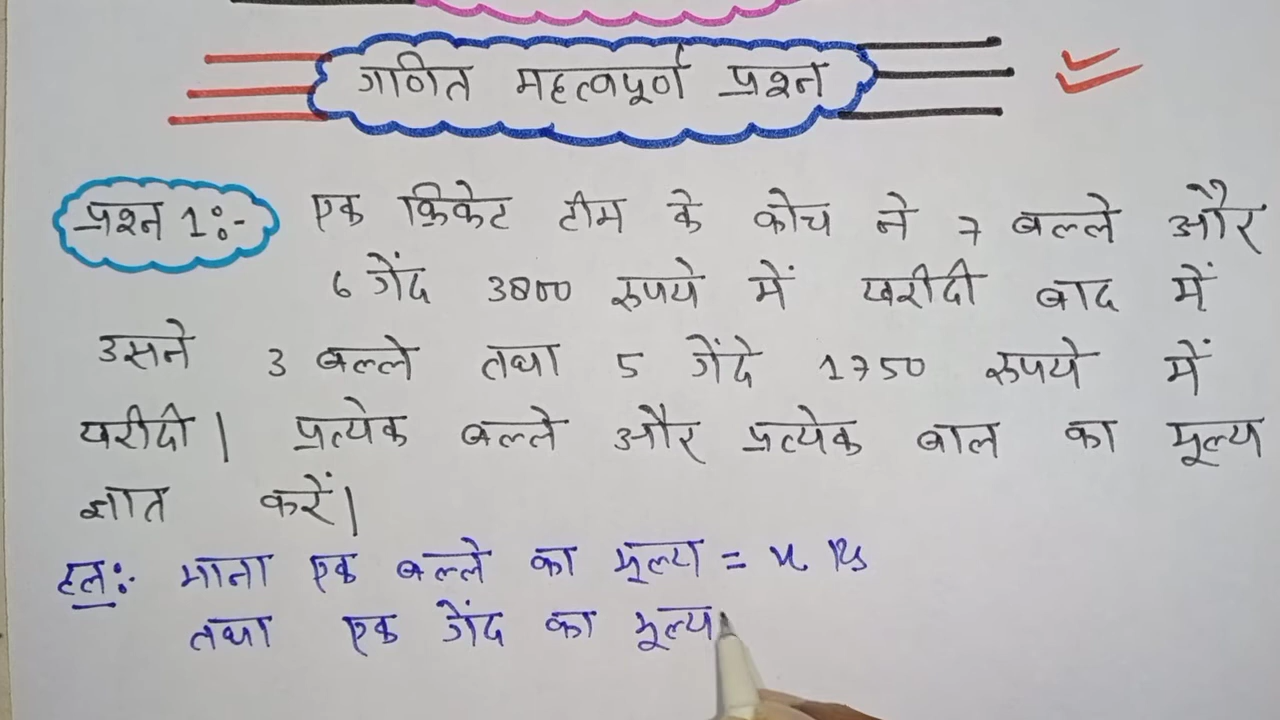 गणित महत्वपूर्ण प्रश्न
प्रश्न 1:- एक क्रिकेट टीम के कोच ने 7 बल्ले और
6 गेंद 3800 रुपये में खरीदी बाद में
उसने 3 बल्ले तथा 5 गेंदे 1750 रुपये में
खरीदी। प्रत्येक बल्ले और प्रत्येक बाल का मूल्य
ज्ञात करें।
हल:- माना एक बल्ले का मूल्य = x Rs
तथा एक गेंद का मूल्य